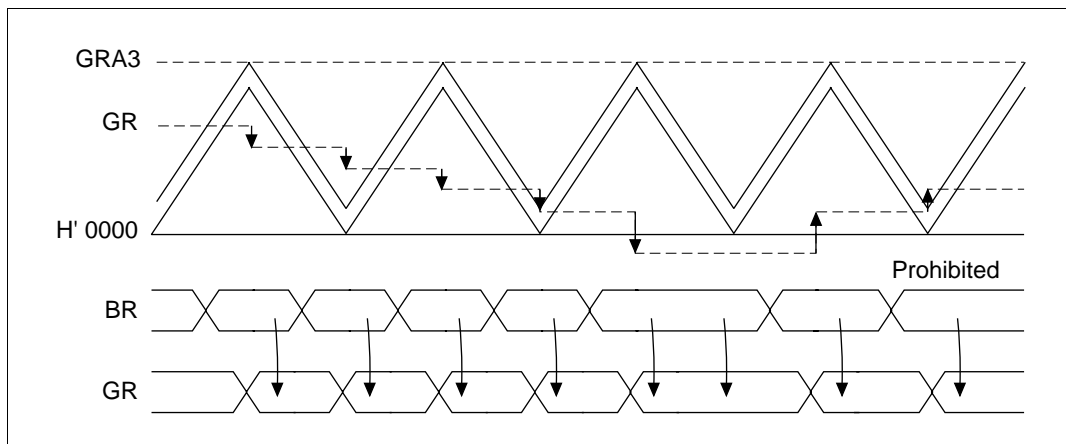 GRA3
GR
H' 0000
Prohibited
BR
GR